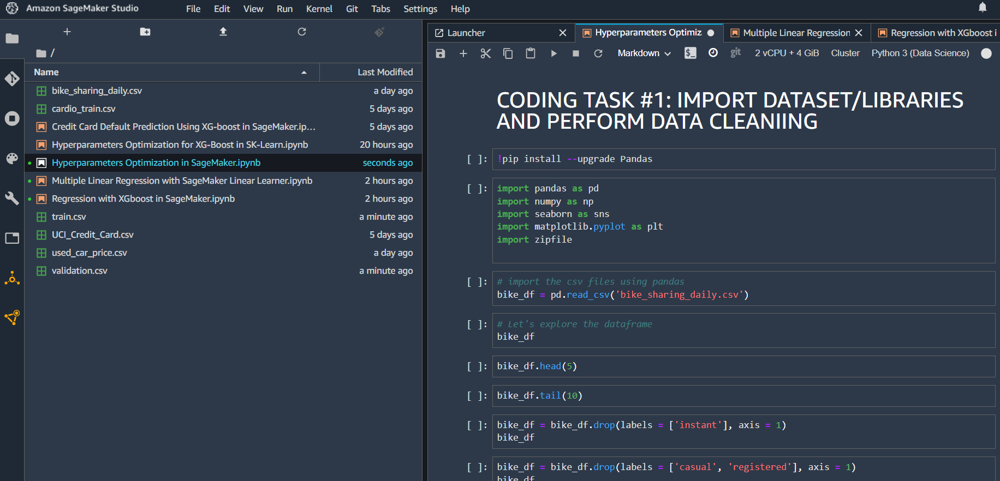 Amazon SageMaker Studio
File Edit View Run Kernel Git Tabs Settings Help
/
Name Last Modified
bike_sharing_daily.csv a day ago
cardio_train.csv 5 days ago
Credit Card Default Prediction Using XG-boost in SageMaker.ip... 5 days ago
Hyperparameters Optimization for XG-Boost in SK-Learn.ipynb 20 hours ago
Hyperparameters Optimization in SageMaker.ipynb seconds ago
Multiple Linear Regression with SageMaker Linear Learner.ipynb 2 hours ago
Regression with XGboost in SageMaker.ipynb 2 hours ago
train.csv a minute ago
UCI_Credit_Card.csv 5 days ago
used_car_price.csv a day ago
validation.csv a minute ago
Launcher Hyperparameters Optimiz Multiple Linear Regression Regression with XGboost i
Markdown $_ git 2 vCPU + 4 GiB Cluster Python 3 (Data Science)
CODING TASK #1: IMPORT DATASET/LIBRARIES
AND PERFORM DATA CLEANIING
[ ]: !pip install --upgrade Pandas
[ ]: import pandas as pd
import numpy as np
import seaborn as sns
import matplotlib.pyplot as plt
import zipfile
[ ]: # import the csv files using pandas
bike_df = pd.read_csv('bike_sharing_daily.csv')
[ ]: # Let's explore the dataframe
bike_df
[ ]: bike_df.head(5)
[ ]: bike_df.tail(10)
[ ]: bike_df = bike_df.drop(labels = ['instant'], axis = 1)
bike_df
[ ]: bike_df = bike_df.drop(labels = ['casual', 'registered'], axis = 1)
bike_df